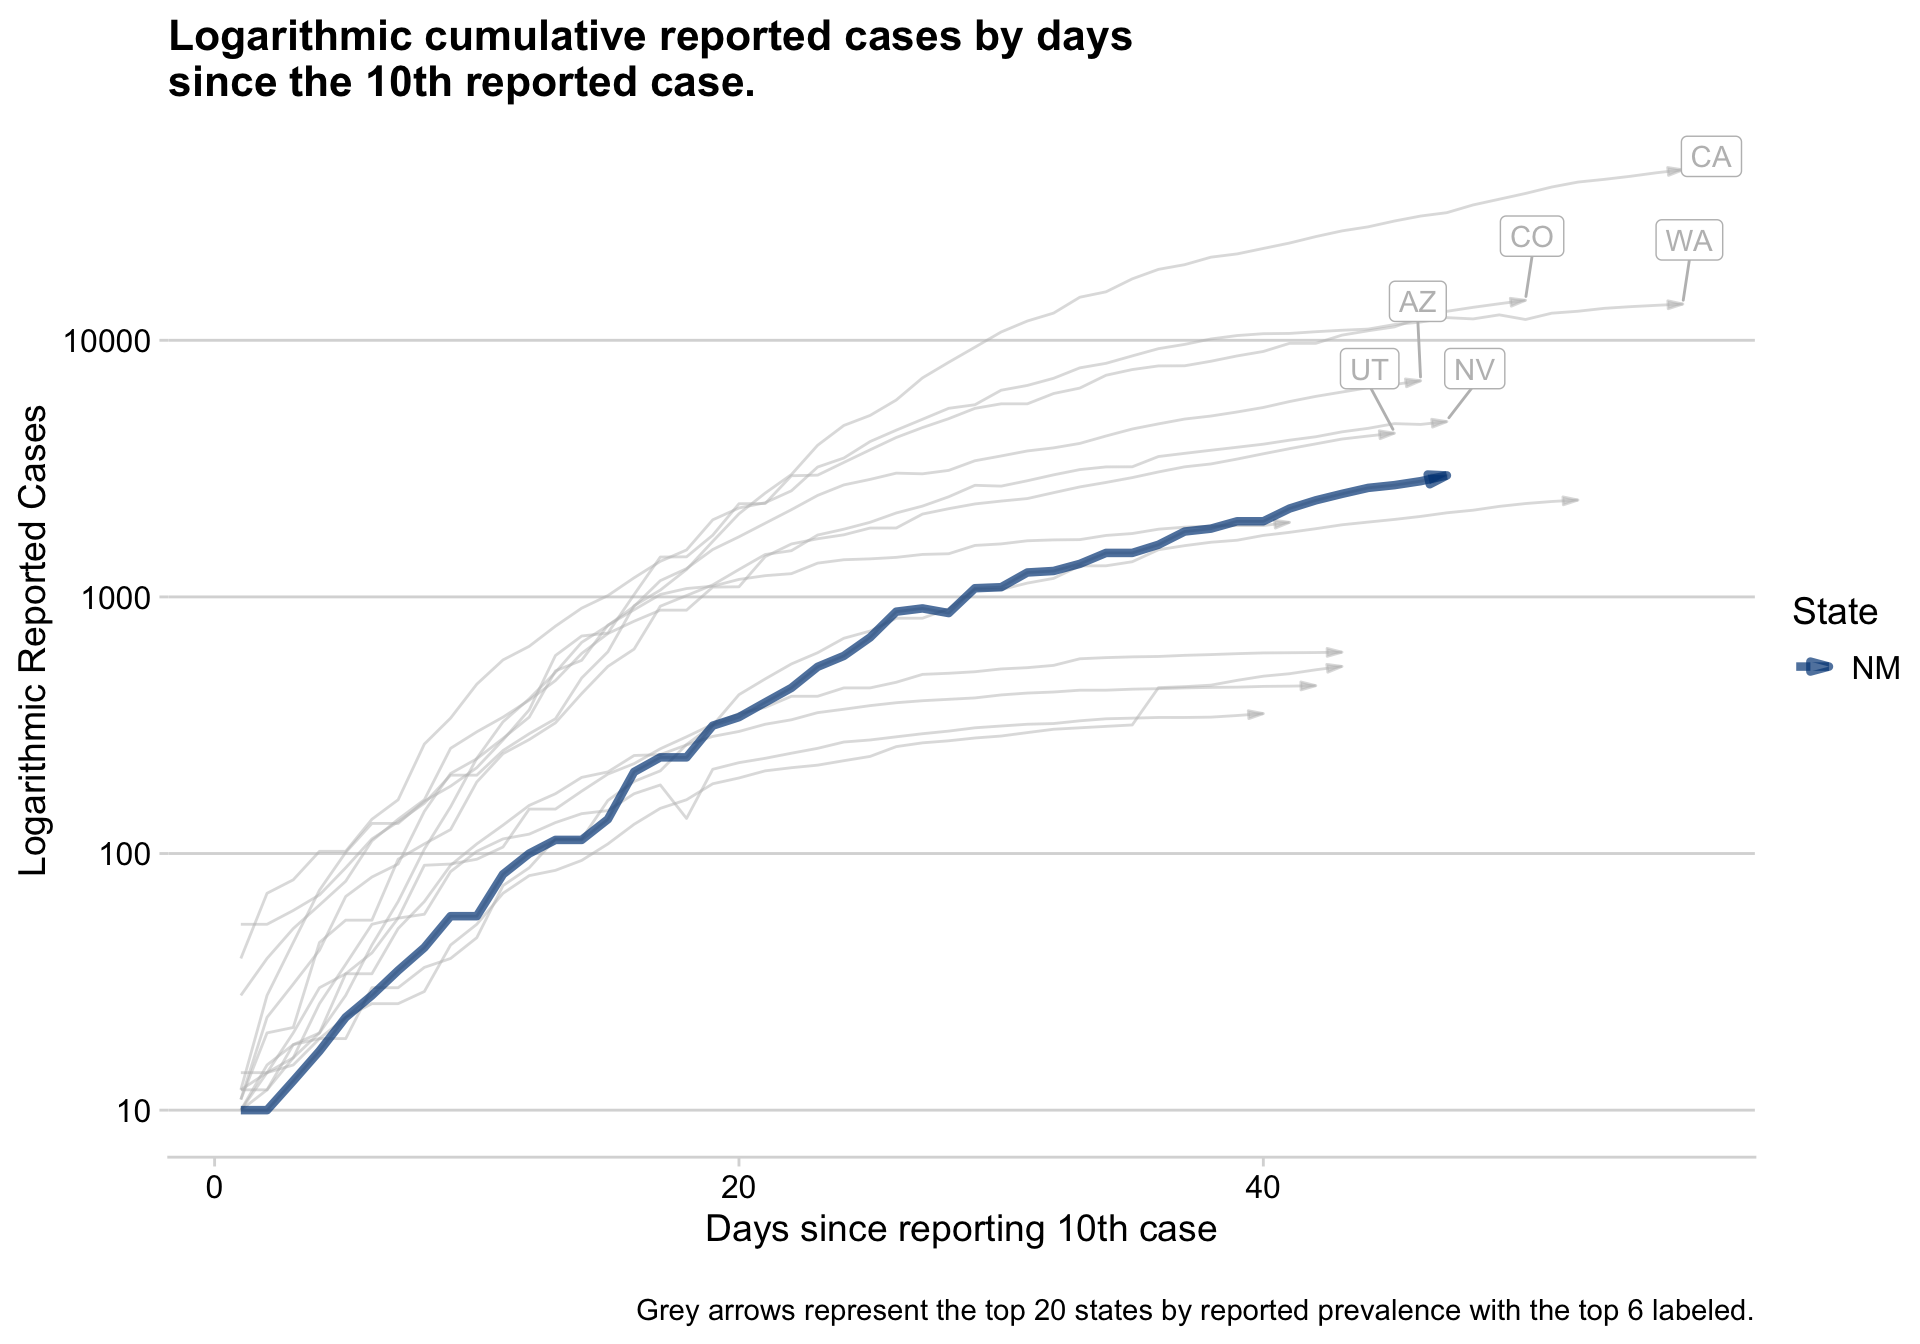 Logarithmic cumulative reported cases by days
since the 10th reported case.
CA
CO
WA
AZ
UT
NV
10000
1000
100
10
Logarithmic Reported Cases
State
NM
0
20
40
Days since reporting 10th case
Grey arrows represent the top 20 states by reported prevalence with the top 6 labeled.